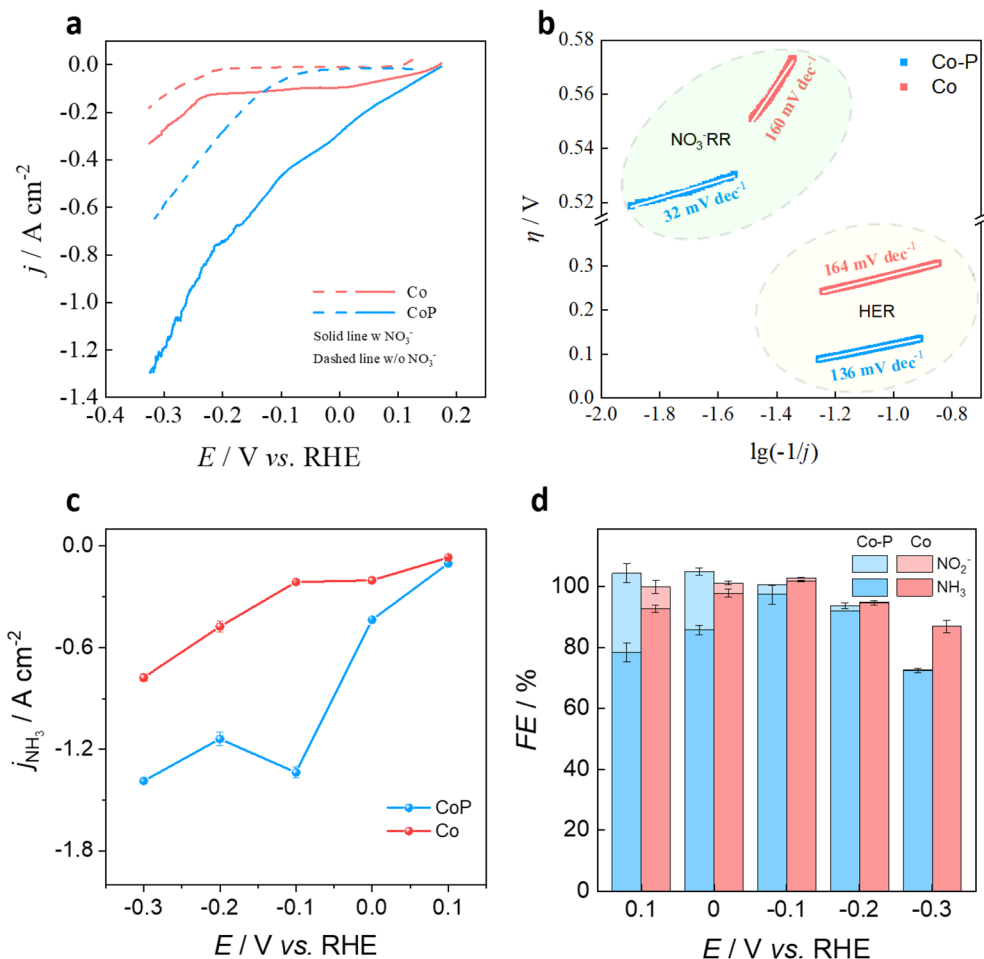 a
0.0
-0.2
-0.4
-0.6
-0.8
-1.0
-1.2
-1.4
j / A cm⁻²
Co
CoP
Solid line w NO₃⁻
Dashed line w/o NO₃⁻
-0.4
-0.3
-0.2
-0.1
0.0
0.1
0.2
E / V vs. RHE
b
0.58
0.56
0.54
0.52
0.3
0.2
0.1
0.0
η / V
Co-P
Co
160 mV dec⁻¹
NO₃⁻RR
32 mV dec⁻¹
164 mV dec⁻¹
HER
136 mV dec⁻¹
-2.0
-1.8
-1.6
-1.4
-1.2
-1.0
-0.8
lg(-1/j)
c
0.0
-0.6
-1.2
-1.8
j NH₃ / A cm⁻²
CoP
Co
-0.3
-0.2
-0.1
0.0
0.1
E / V vs. RHE
d
Co-P Co
NO₂⁻
NH₃
100
80
60
40
20
0
FE / %
0.1
0
-0.1
-0.2
-0.3
E / V vs. RHE